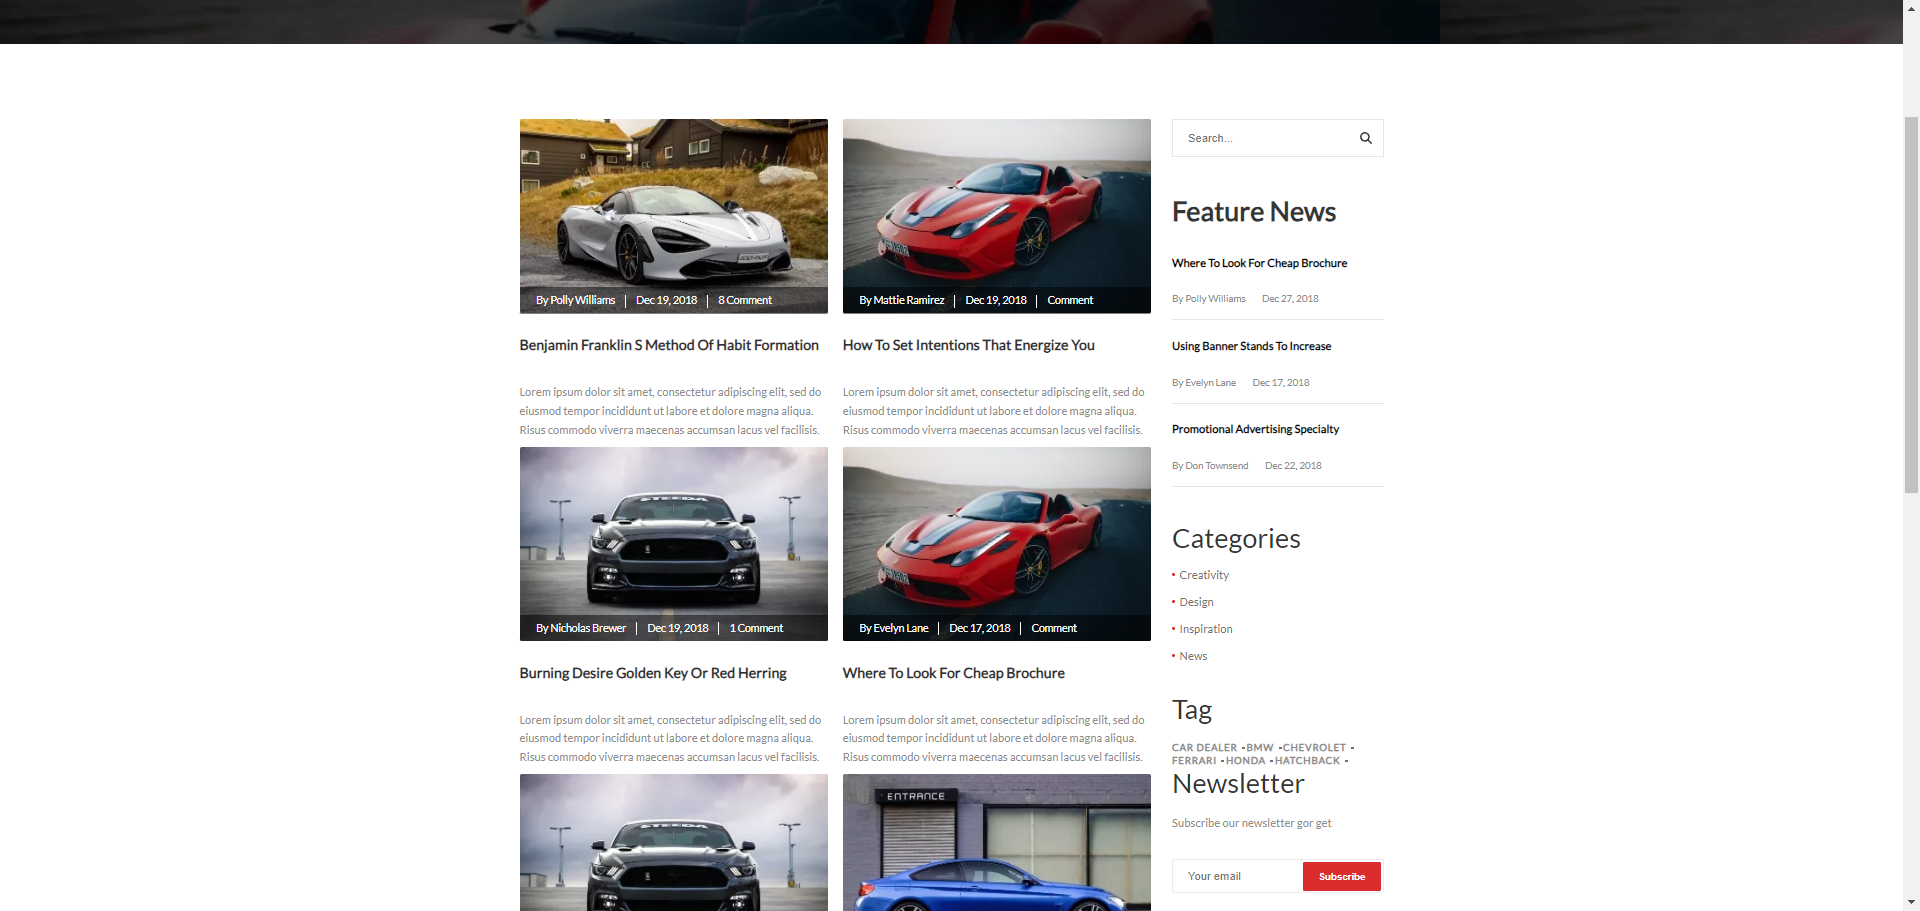 By Polly Williams | Dec 19, 2018 | 8 Comment
Benjamin Franklin S Method Of Habit Formation
Lorem ipsum dolor sit amet, consectetur adipiscing elit, sed do
eiusmod tempor incididunt ut labore et dolore magna aliqua.
Risus commodo viverra maecenas accumsan lacus vel facilisis.
By Mattie Ramirez | Dec 19, 2018 | Comment
How To Set Intentions That Energize You
Lorem ipsum dolor sit amet, consectetur adipiscing elit, sed do
eiusmod tempor incididunt ut labore et dolore magna aliqua.
Risus commodo viverra maecenas accumsan lacus vel facilisis.
STEEDA
By Nicholas Brewer | Dec 19, 2018 | 1 Comment
Burning Desire Golden Key Or Red Herring
Lorem ipsum dolor sit amet, consectetur adipiscing elit, sed do
eiusmod tempor incididunt ut labore et dolore magna aliqua.
Risus commodo viverra maecenas accumsan lacus vel facilisis.
By Evelyn Lane | Dec 17, 2018 | Comment
Where To Look For Cheap Brochure
Lorem ipsum dolor sit amet, consectetur adipiscing elit, sed do
eiusmod tempor incididunt ut labore et dolore magna aliqua.
Risus commodo viverra maecenas accumsan lacus vel facilisis.
STEEDA
ENTRANCE
Search...
Feature News
Where To Look For Cheap Brochure
By Polly Williams Dec 27, 2018
Using Banner Stands To Increase
By Evelyn Lane Dec 17, 2018
Promotional Advertising Specialty
By Don Townsend Dec 22, 2018
Categories
Creativity
Design
Inspiration
News
Tag
CAR DEALER -BMW -CHEVROLET -
FERRARI -HONDA -HATCHBACK -
Newsletter
Subscribe our newsletter gor get
Your email
Subscribe